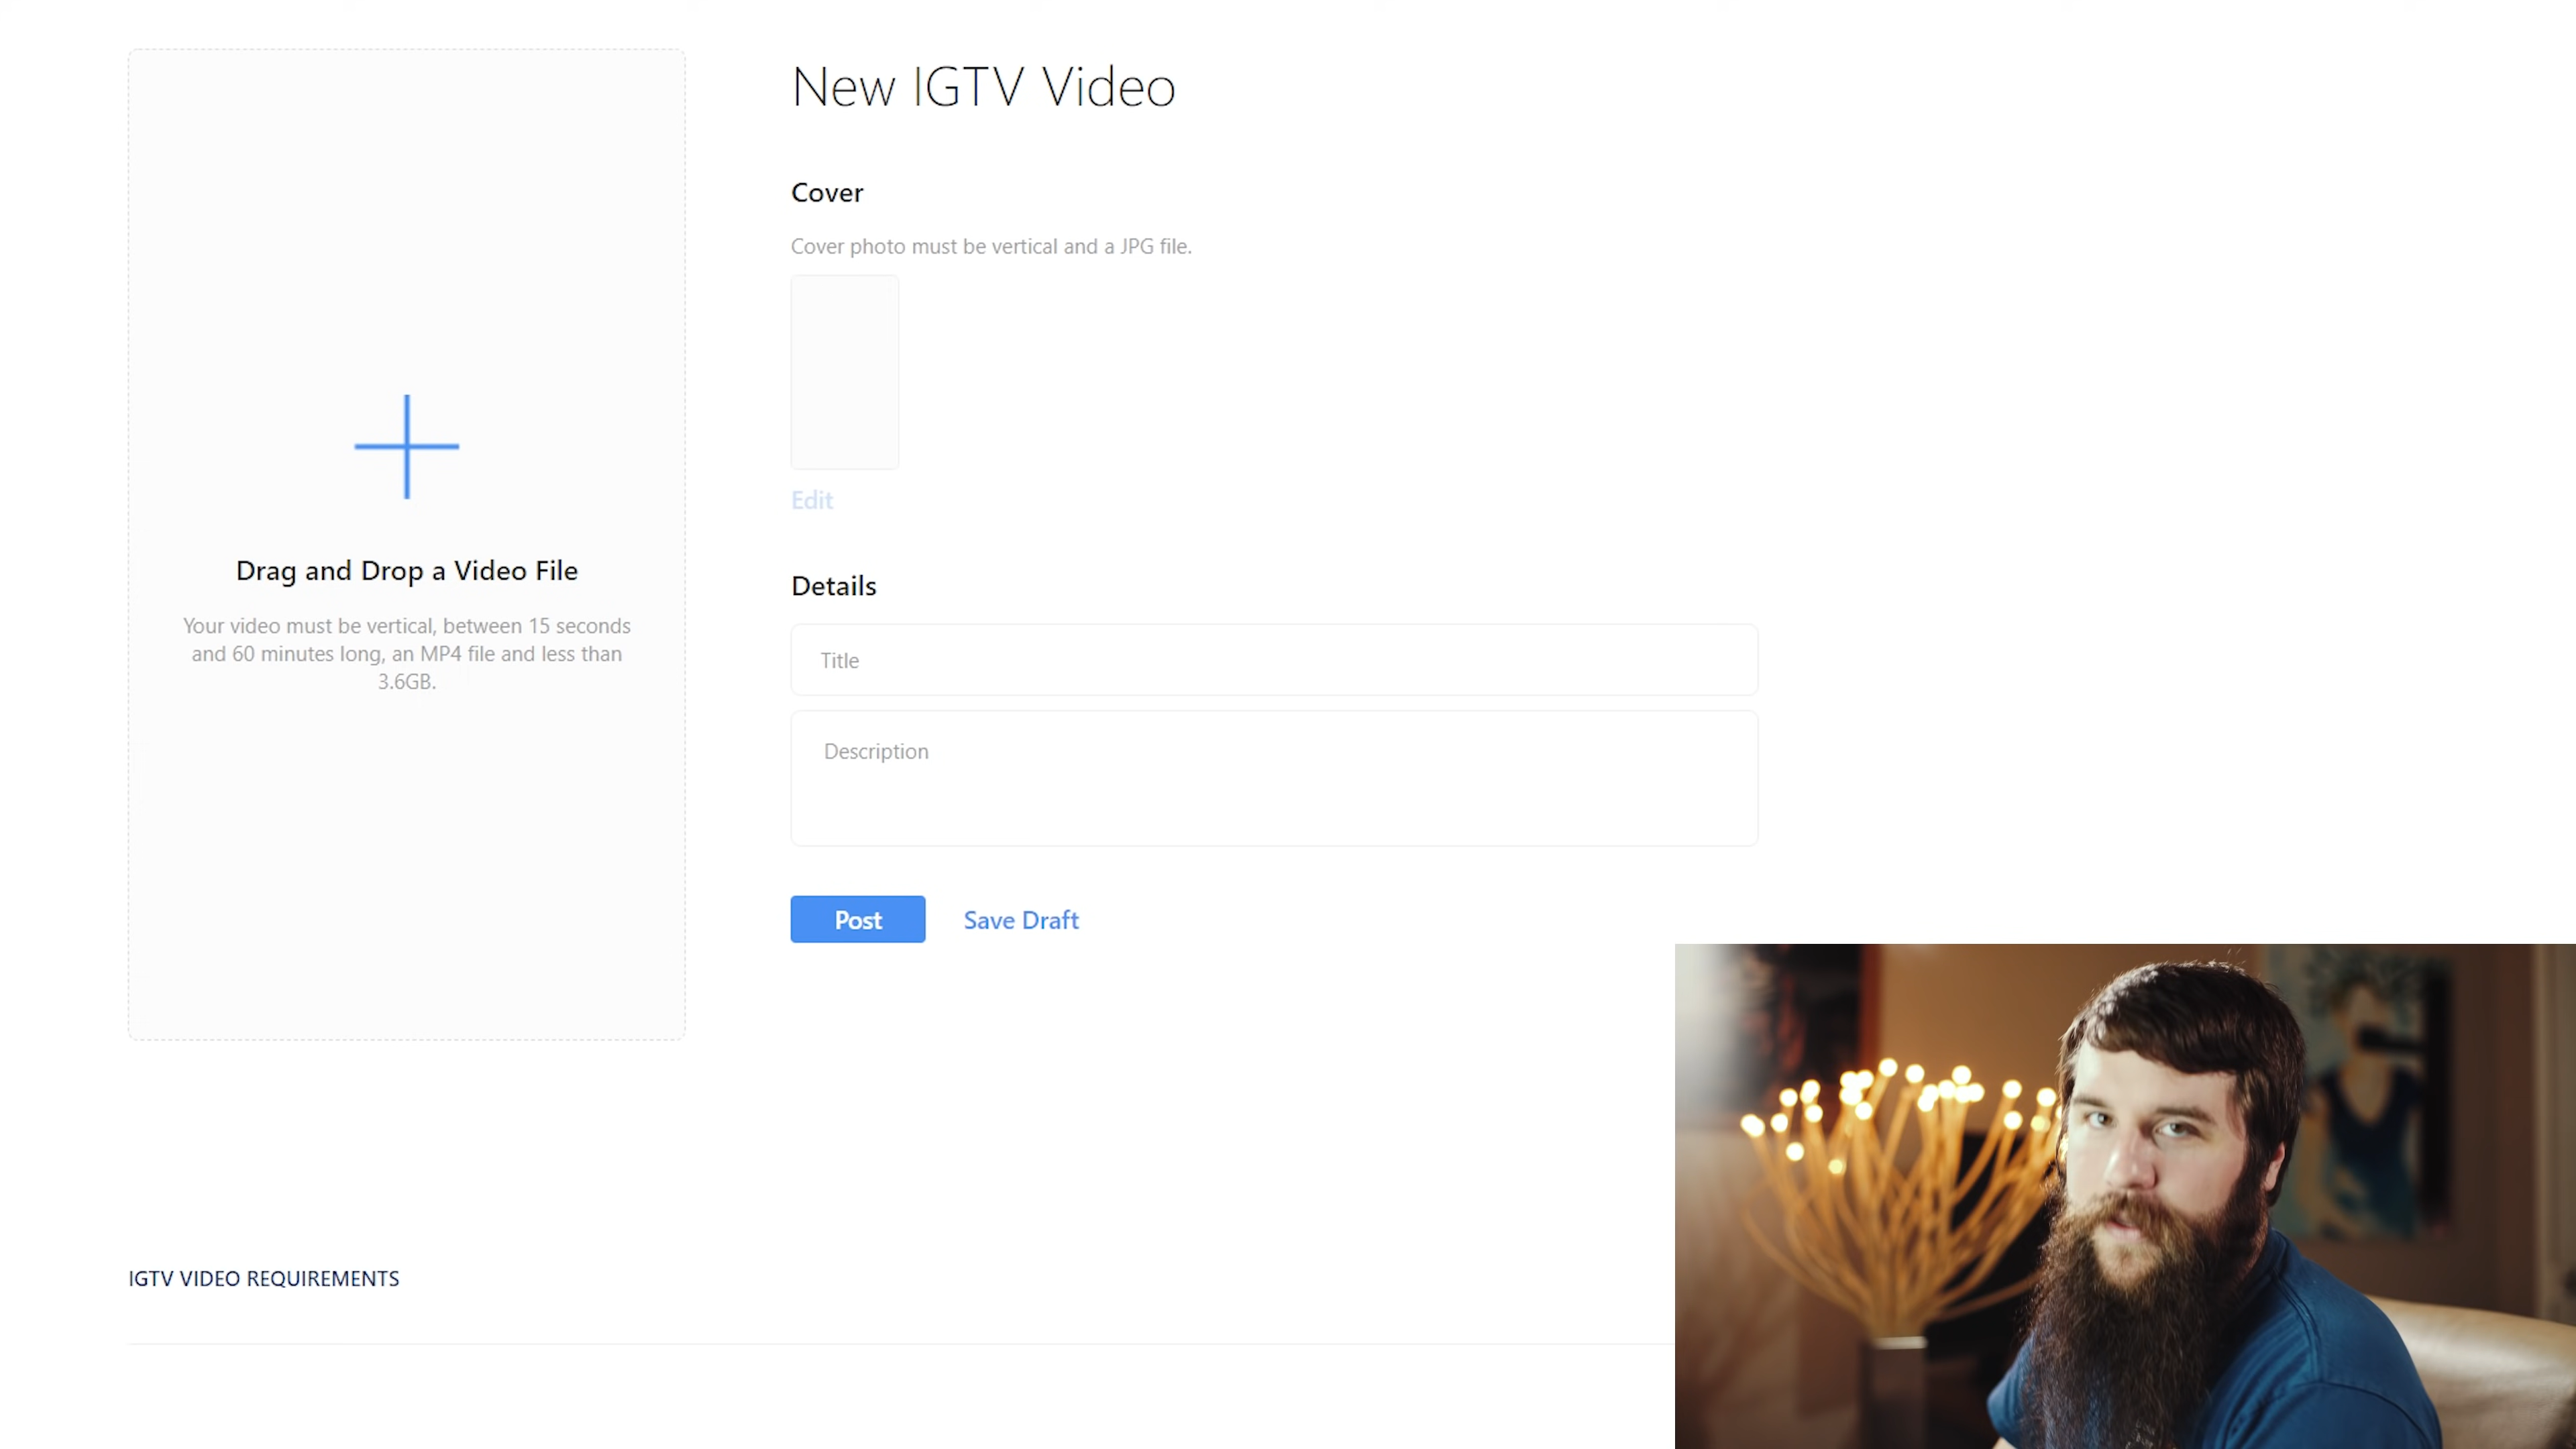 New IGTV Video
Cover
Cover photo must be vertical and a JPG file.
Edit
Drag and Drop a Video File
Your video must be vertical, between 15 seconds
and 60 minutes long, an MP4 file and less than
3.6GB.
Details
Title
Description
Post
Save Draft
IGTV VIDEO REQUIREMENTS